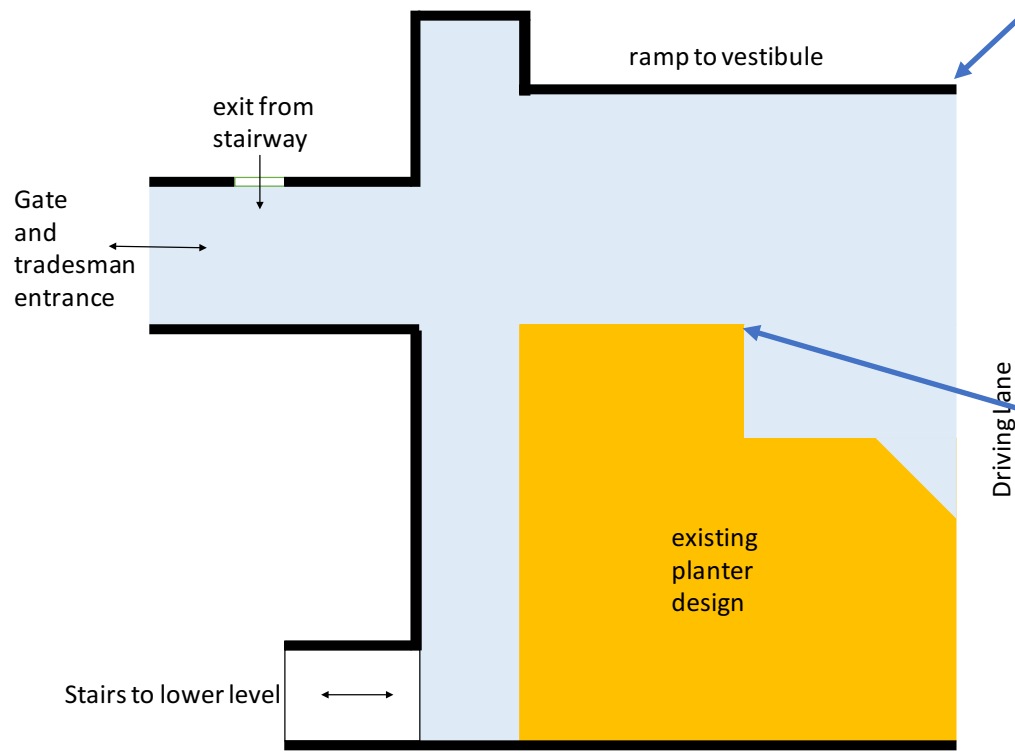 ramp to vestibule
exit from
stairway
Gate
and
tradesman
entrance
Driving Lane
existing
planter
design
Stairs to lower level